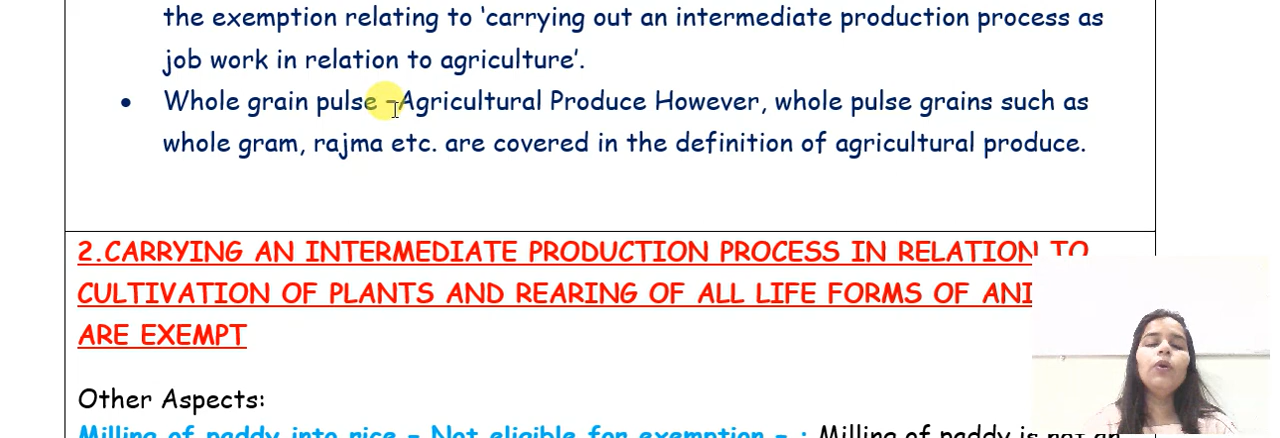 the exemption relating to ‘carrying out an intermediate production process as
job work in relation to agriculture’.
• Whole grain pulse –Agricultural Produce However, whole pulse grains such as
whole gram, rajma etc. are covered in the definition of agricultural produce.
2.CARRYING AN INTERMEDIATE PRODUCTION PROCESS IN RELATION TO
CULTIVATION OF PLANTS AND REARING OF ALL LIFE FORMS OF
ARE EXEMPT
Other Aspects:
Milling of paddy into rice – Not eligible for exemption – : Milling of paddy is not an